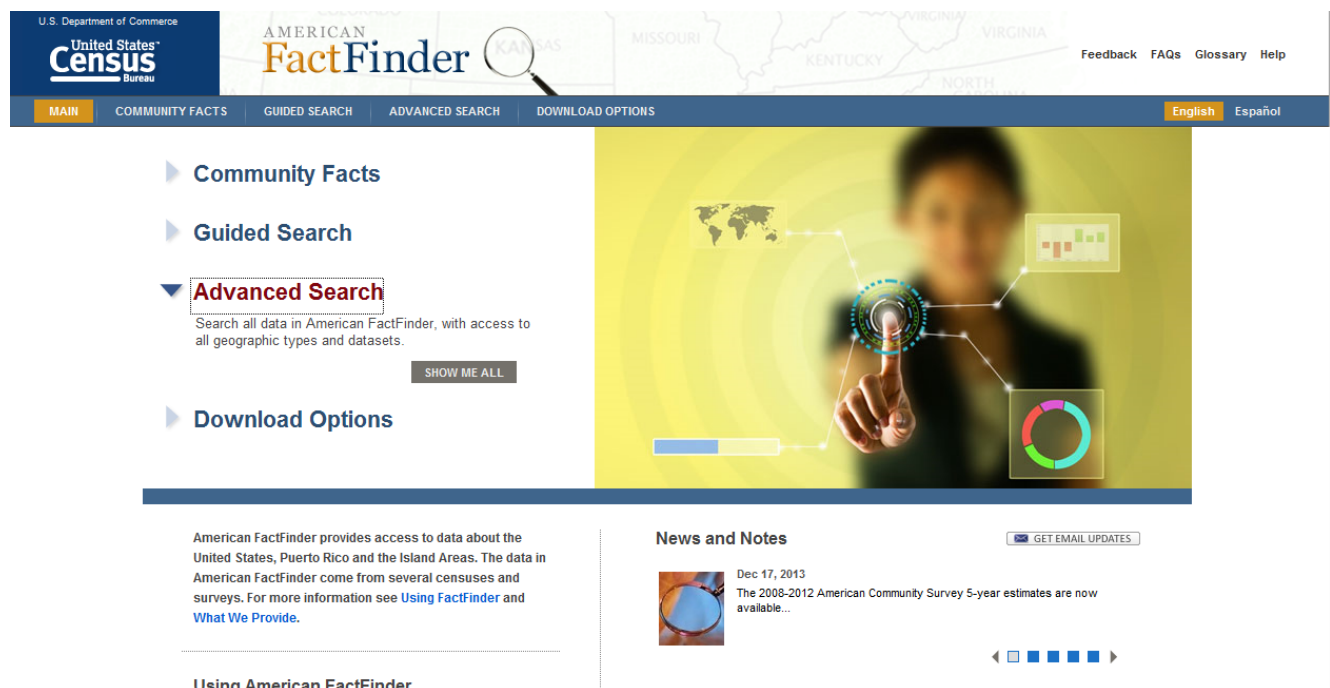 U.S. Department of Commerce
United States™
Census
Bureau
AMERICAN
FactFinder
KANSAS
MISSOURI
KENTUCKY
VIRGINIA
VIRGINIA
NORTH
CAROLINA
Feedback FAQs Glossary Help
MAIN COMMUNITY FACTS GUIDED SEARCH ADVANCED SEARCH DOWNLOAD OPTIONS English Español
Community Facts
Guided Search
Advanced Search
Search all data in American FactFinder, with access to
all geographic types and datasets.
SHOW ME ALL
Download Options
American FactFinder provides access to data about the
United States, Puerto Rico and the Island Areas. The data in
American FactFinder come from several censuses and
surveys. For more information see Using FactFinder and
What We Provide.
News and Notes
GET EMAIL UPDATES
Dec 17, 2013
The 2008-2012 American Community Survey 5-year estimates are now
available...
Using American FactFinder